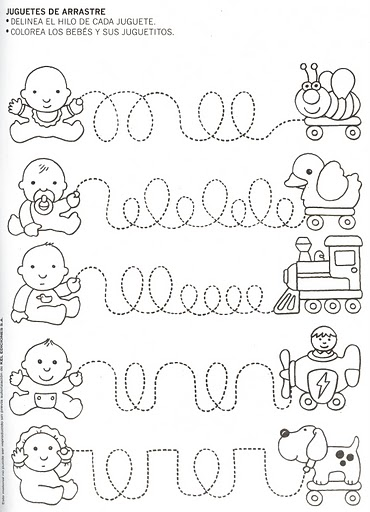 JUGUETES DE ARRASTRE
• DELINEA EL HILO DE CADA JUGUETE.
• COLOREA LOS BEBÉS Y SUS JUGUETITOS.